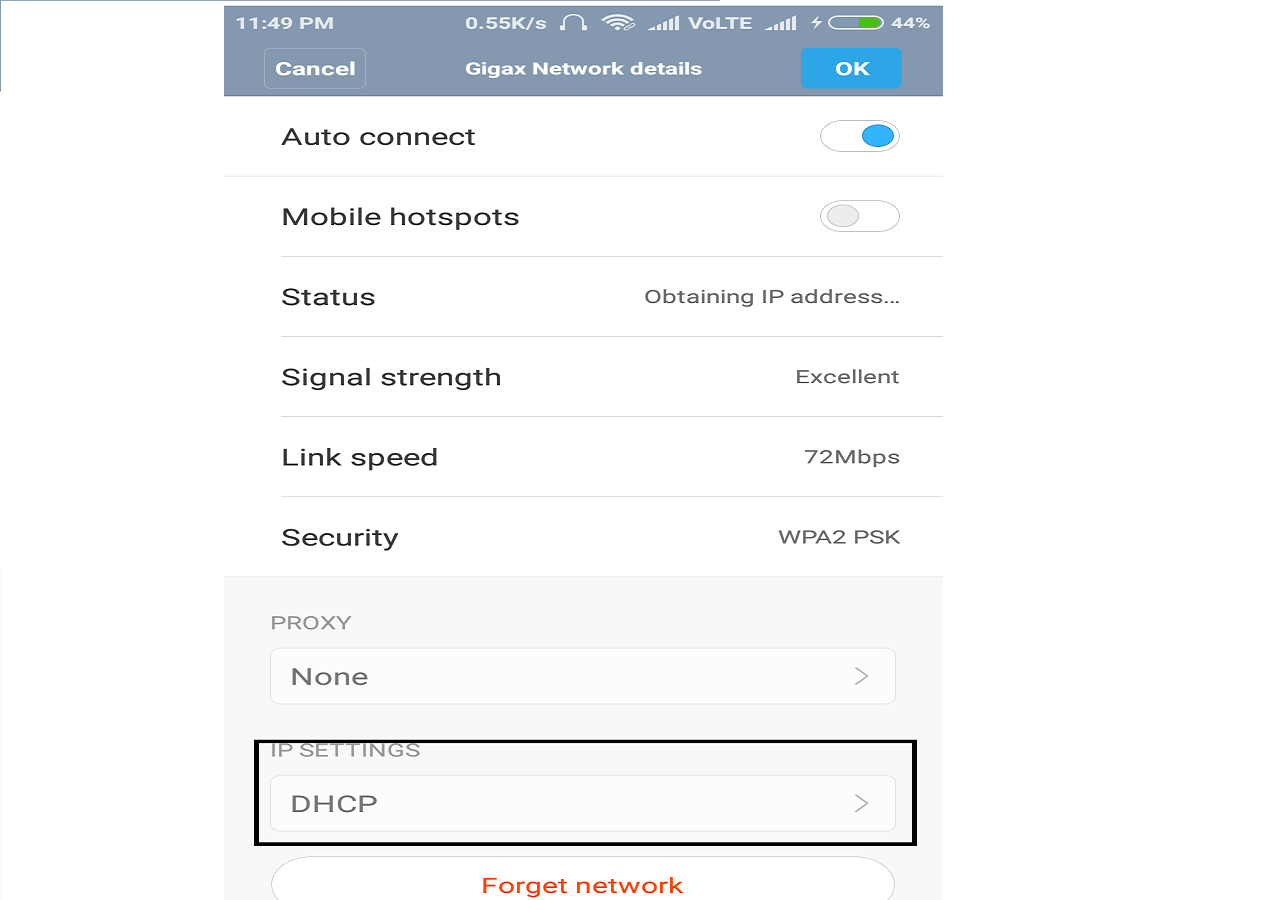 11:49 PM 0.55K/s VoLTE 44%
Cancel Gigax Network details OK
Auto connect
Mobile hotspots
Status Obtaining IP address...
Signal strength Excellent
Link speed 72Mbps
Security WPA2 PSK
PROXY
None
IP SETTINGS
DHCP
Forget network